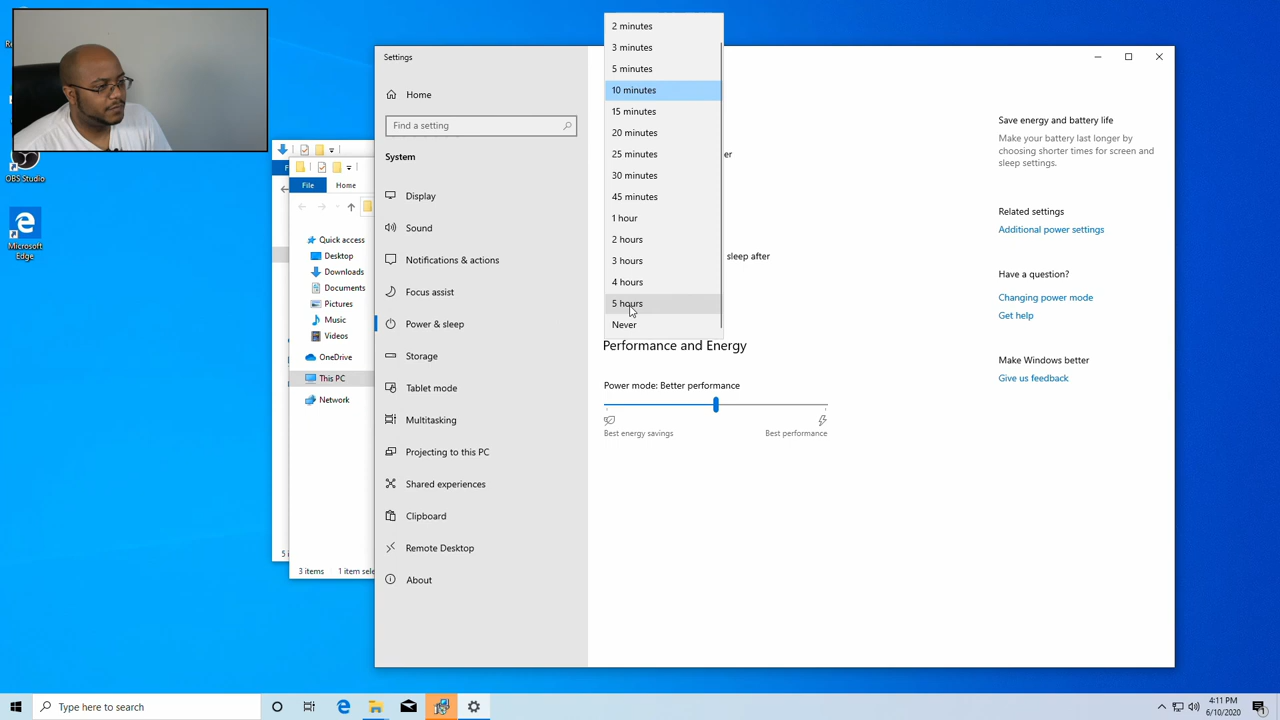 OBS Studio
Microsoft
Edge
File
Home
Quick access
Desktop
Downloads
Documents
Pictures
Music
Videos
OneDrive
This PC
Network
3 items
1 item sele
Settings
Home
Find a setting
System
Display
Sound
Notifications & actions
Focus assist
Power & sleep
Storage
Tablet mode
Multitasking
Projecting to this PC
Shared experiences
Clipboard
Remote Desktop
About
2 minutes
3 minutes
5 minutes
10 minutes
15 minutes
20 minutes
25 minutes
30 minutes
45 minutes
1 hour
2 hours
3 hours
4 hours
5 hours
Never
sleep after
Performance and Energy
Power mode: Better performance
Best energy savings
Best performance
Save energy and battery life
Make your battery last longer by
choosing shorter times for screen and
sleep settings.
Related settings
Additional power settings
Have a question?
Changing power mode
Get help
Make Windows better
Give us feedback
Type here to search
4:11 PM
6/10/2020